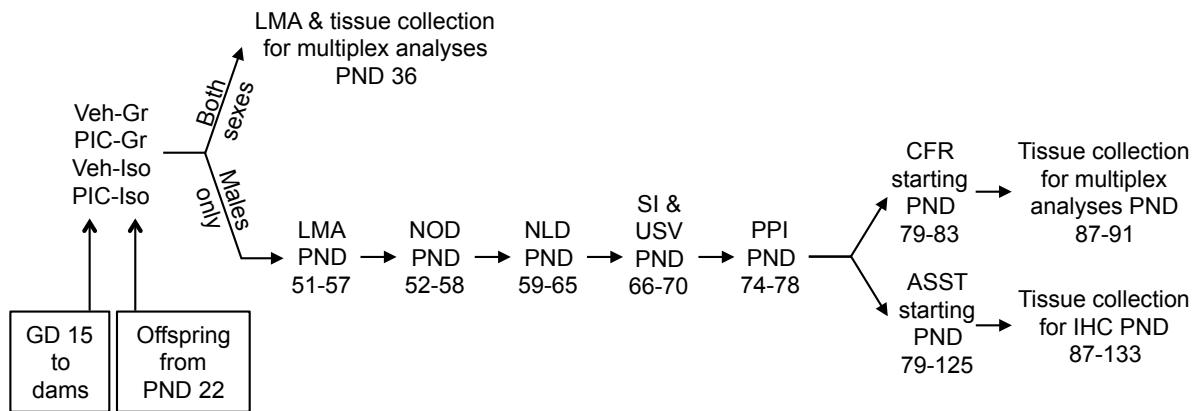 LMA & tissue collection
for multiplex analyses
PND 36
Both
sexes
Veh-Gr
PIC-Gr
Veh-Iso
PIC-Iso
Males
only
GD 15
to
dams
Offspring
from
PND 22
LMA
PND
51-57
NOD
PND
52-58
NLD
PND
59-65
SI &
USV
PND
66-70
PPI
PND
74-78
CFR
starting
PND
79-83
Tissue collection
for multiplex
analyses PND
87-91
ASST
starting
PND
79-125
Tissue collection
for IHC PND
87-133